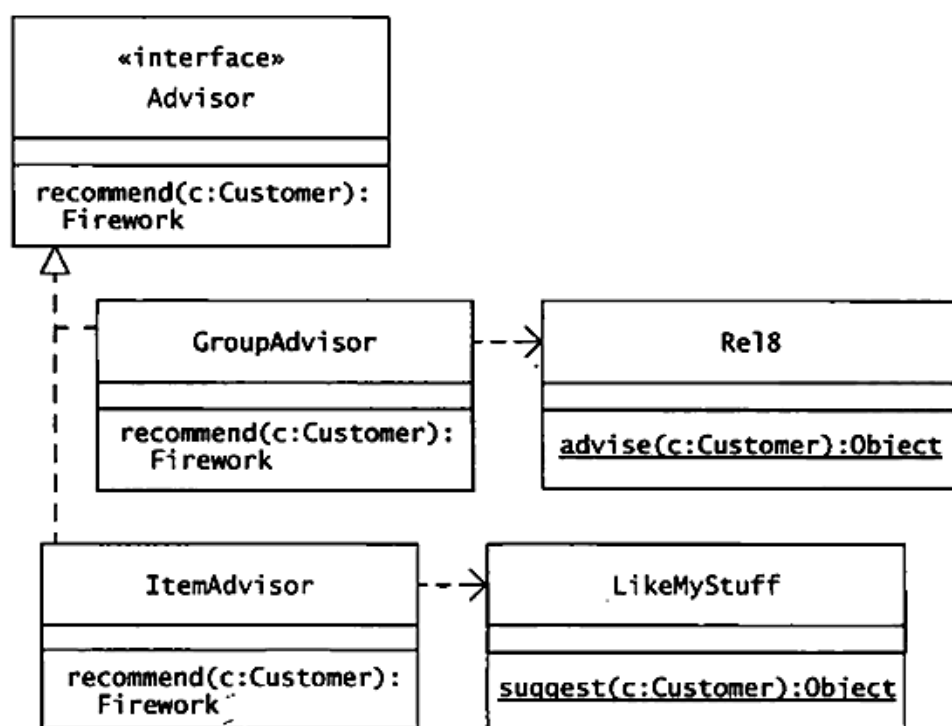 «interface»
Advisor
recommend(c:Customer):
Firework
GroupAdvisor
recommend(c:Customer):
Firework
Rel8
advise(c:Customer):Object
ItemAdvisor
recommend(c:Customer):
Firework
LikeMyStuff
suggest(c:Customer):Object